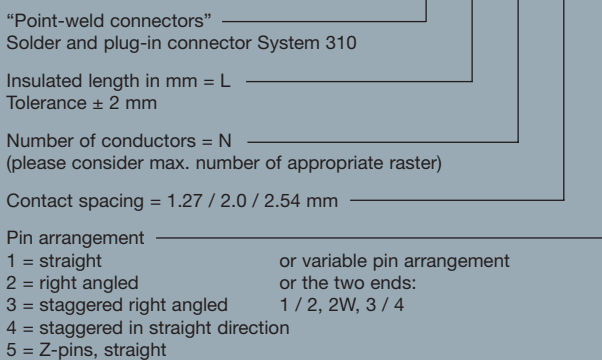 “Point-weld connectors”
Solder and plug-in connector System 310
Insulated length in mm = L
Tolerance ± 2 mm
Number of conductors = N
(please consider max. number of appropriate raster)
Contact spacing = 1.27 / 2.0 / 2.54 mm
Pin arrangement
1 = straight or variable pin arrangement
2 = right angled or the two ends:
3 = staggered right angled 1 / 2, 2W, 3 / 4
4 = staggered in straight direction
5 = Z-pins, straight